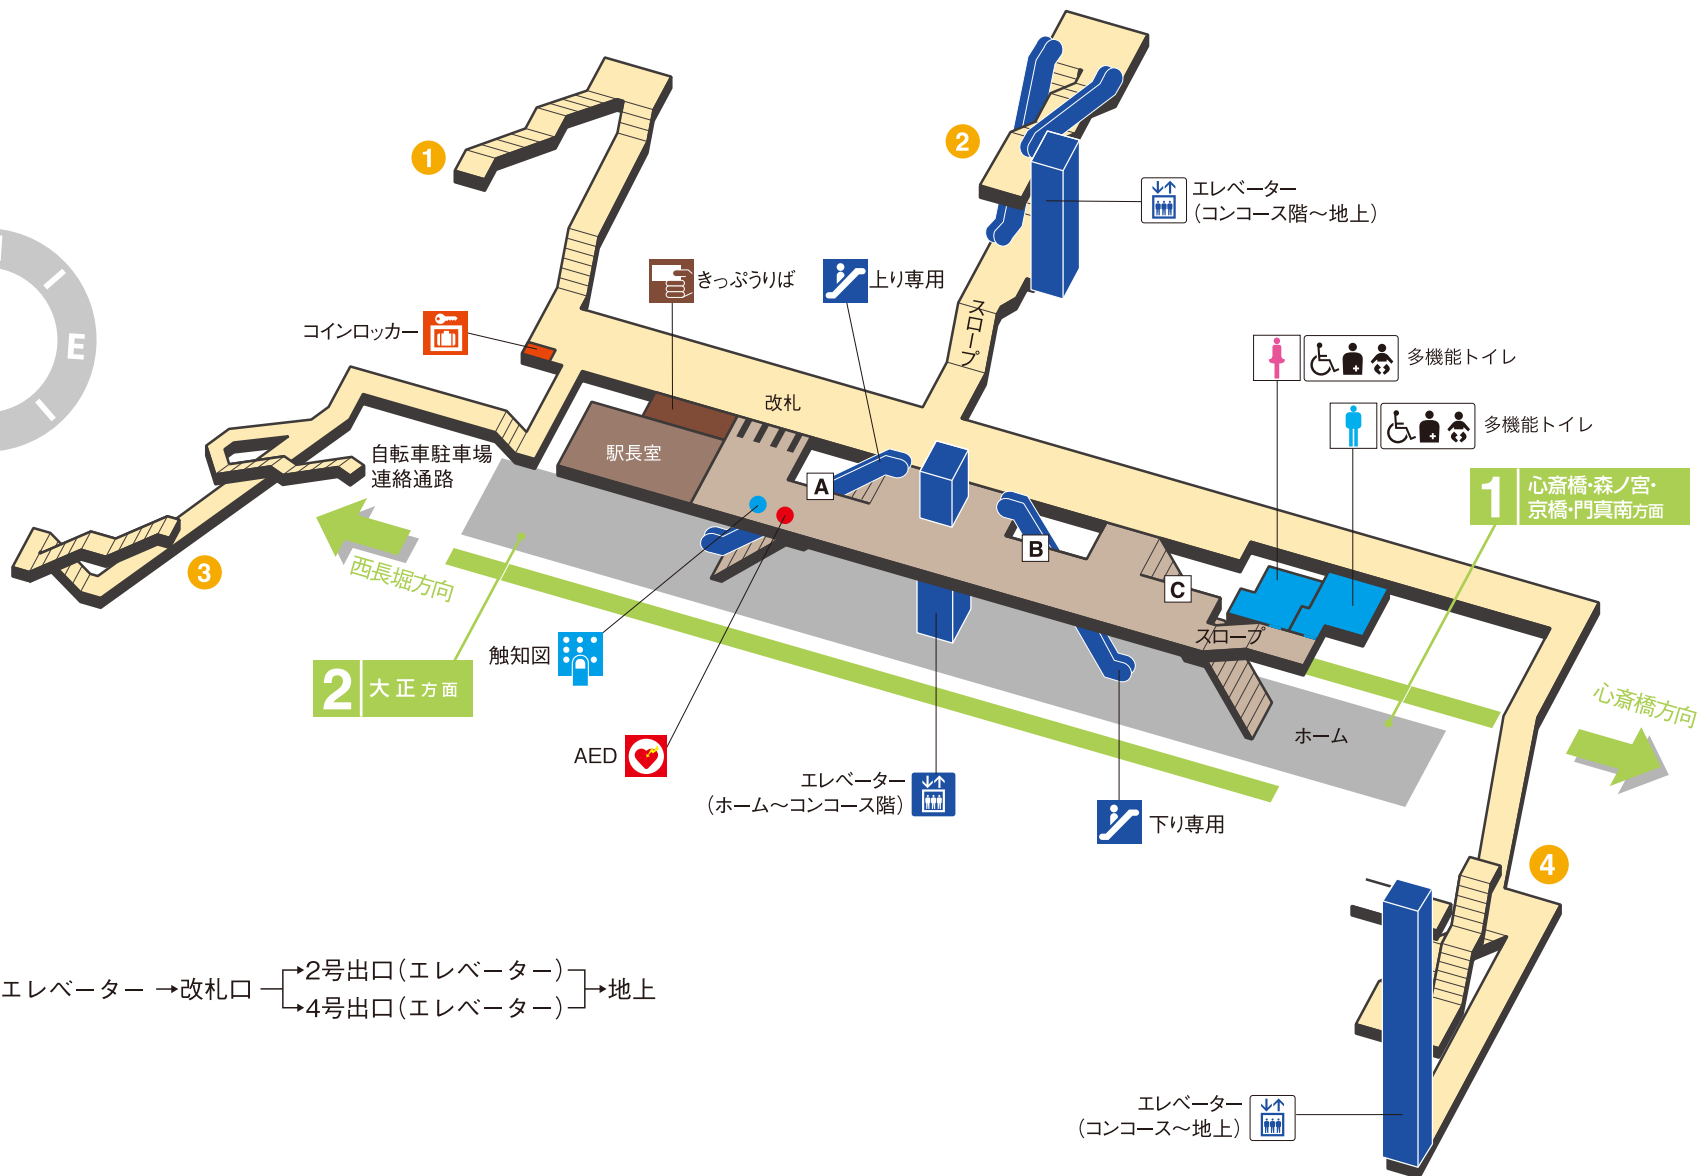 1
2
エレベーター
(コンコース階～地上)
きっぷうりば
上り専用
スロープ
コインロッカー
E
多機能トイレ
改札
多機能トイレ
駅長室
自転車駐車場
連絡通路
A
1
心斎橋・森ノ宮・
京橋・門真南方面
B
3
西長堀方向
C
スロープ
触知図
2
大正方面
心斎橋方向
ホーム
AED
エレベーター
(ホーム～コンコース階)
下り専用
4
エレベーター→改札口
2号出口(エレベーター)
4号出口(エレベーター)
→地上
エレベーター
(コンコース～地上)